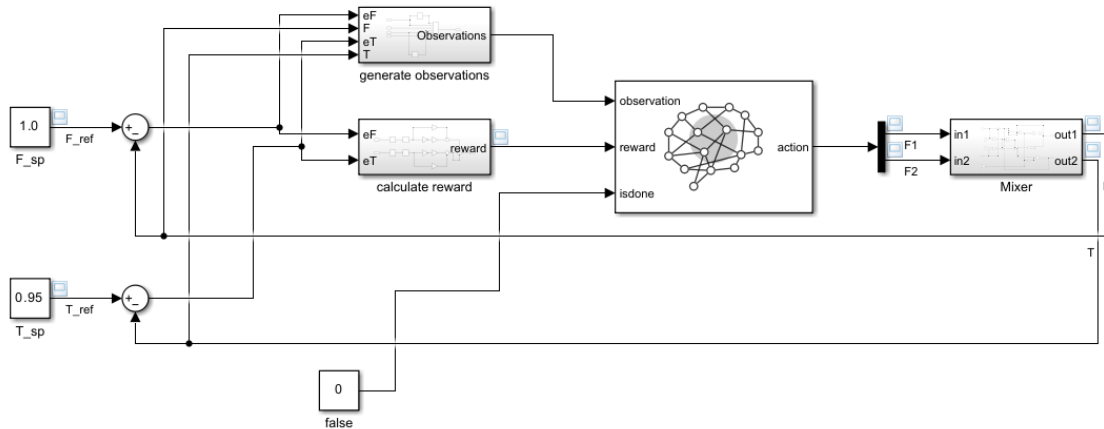 eF
F
eT
T
Observations
generate observations
1.0
F_ref
F_sp
+
−
eF
eT
reward
calculate reward
observation
reward
isdone
action
F1
F2
in1
in2
out1
out2
Mixer
T
0.95
T_ref
T_sp
+
−
0
false